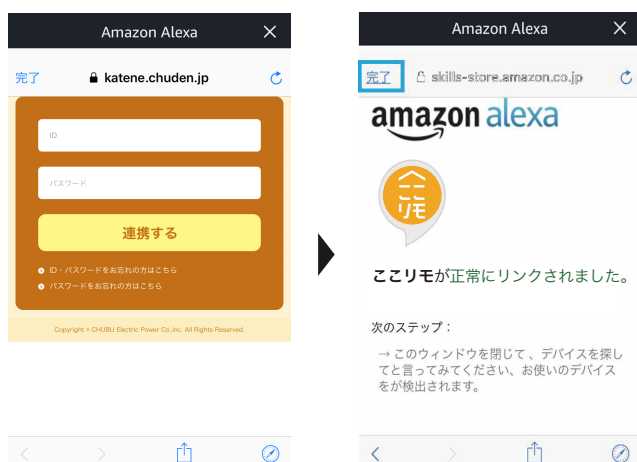 Amazon Alexa
完了
katene.chuden.jp
ID
パスワード
連携する
ID・パスワードをお忘れの方はこちら
パスワードをお忘れの方はこちら
Copyright © CHUBU Electric Power Co.,Inc. All Rights Reserved.
Amazon Alexa
完了
skills-store.amazon.co.jp
amazon alexa
ここ
リモ
ここリモが正常にリンクされました。
次のステップ：
→ このウィンドウを閉じて 、デバイスを探し
てと言ってみてください、お使いのデバイス
をが検出されます。